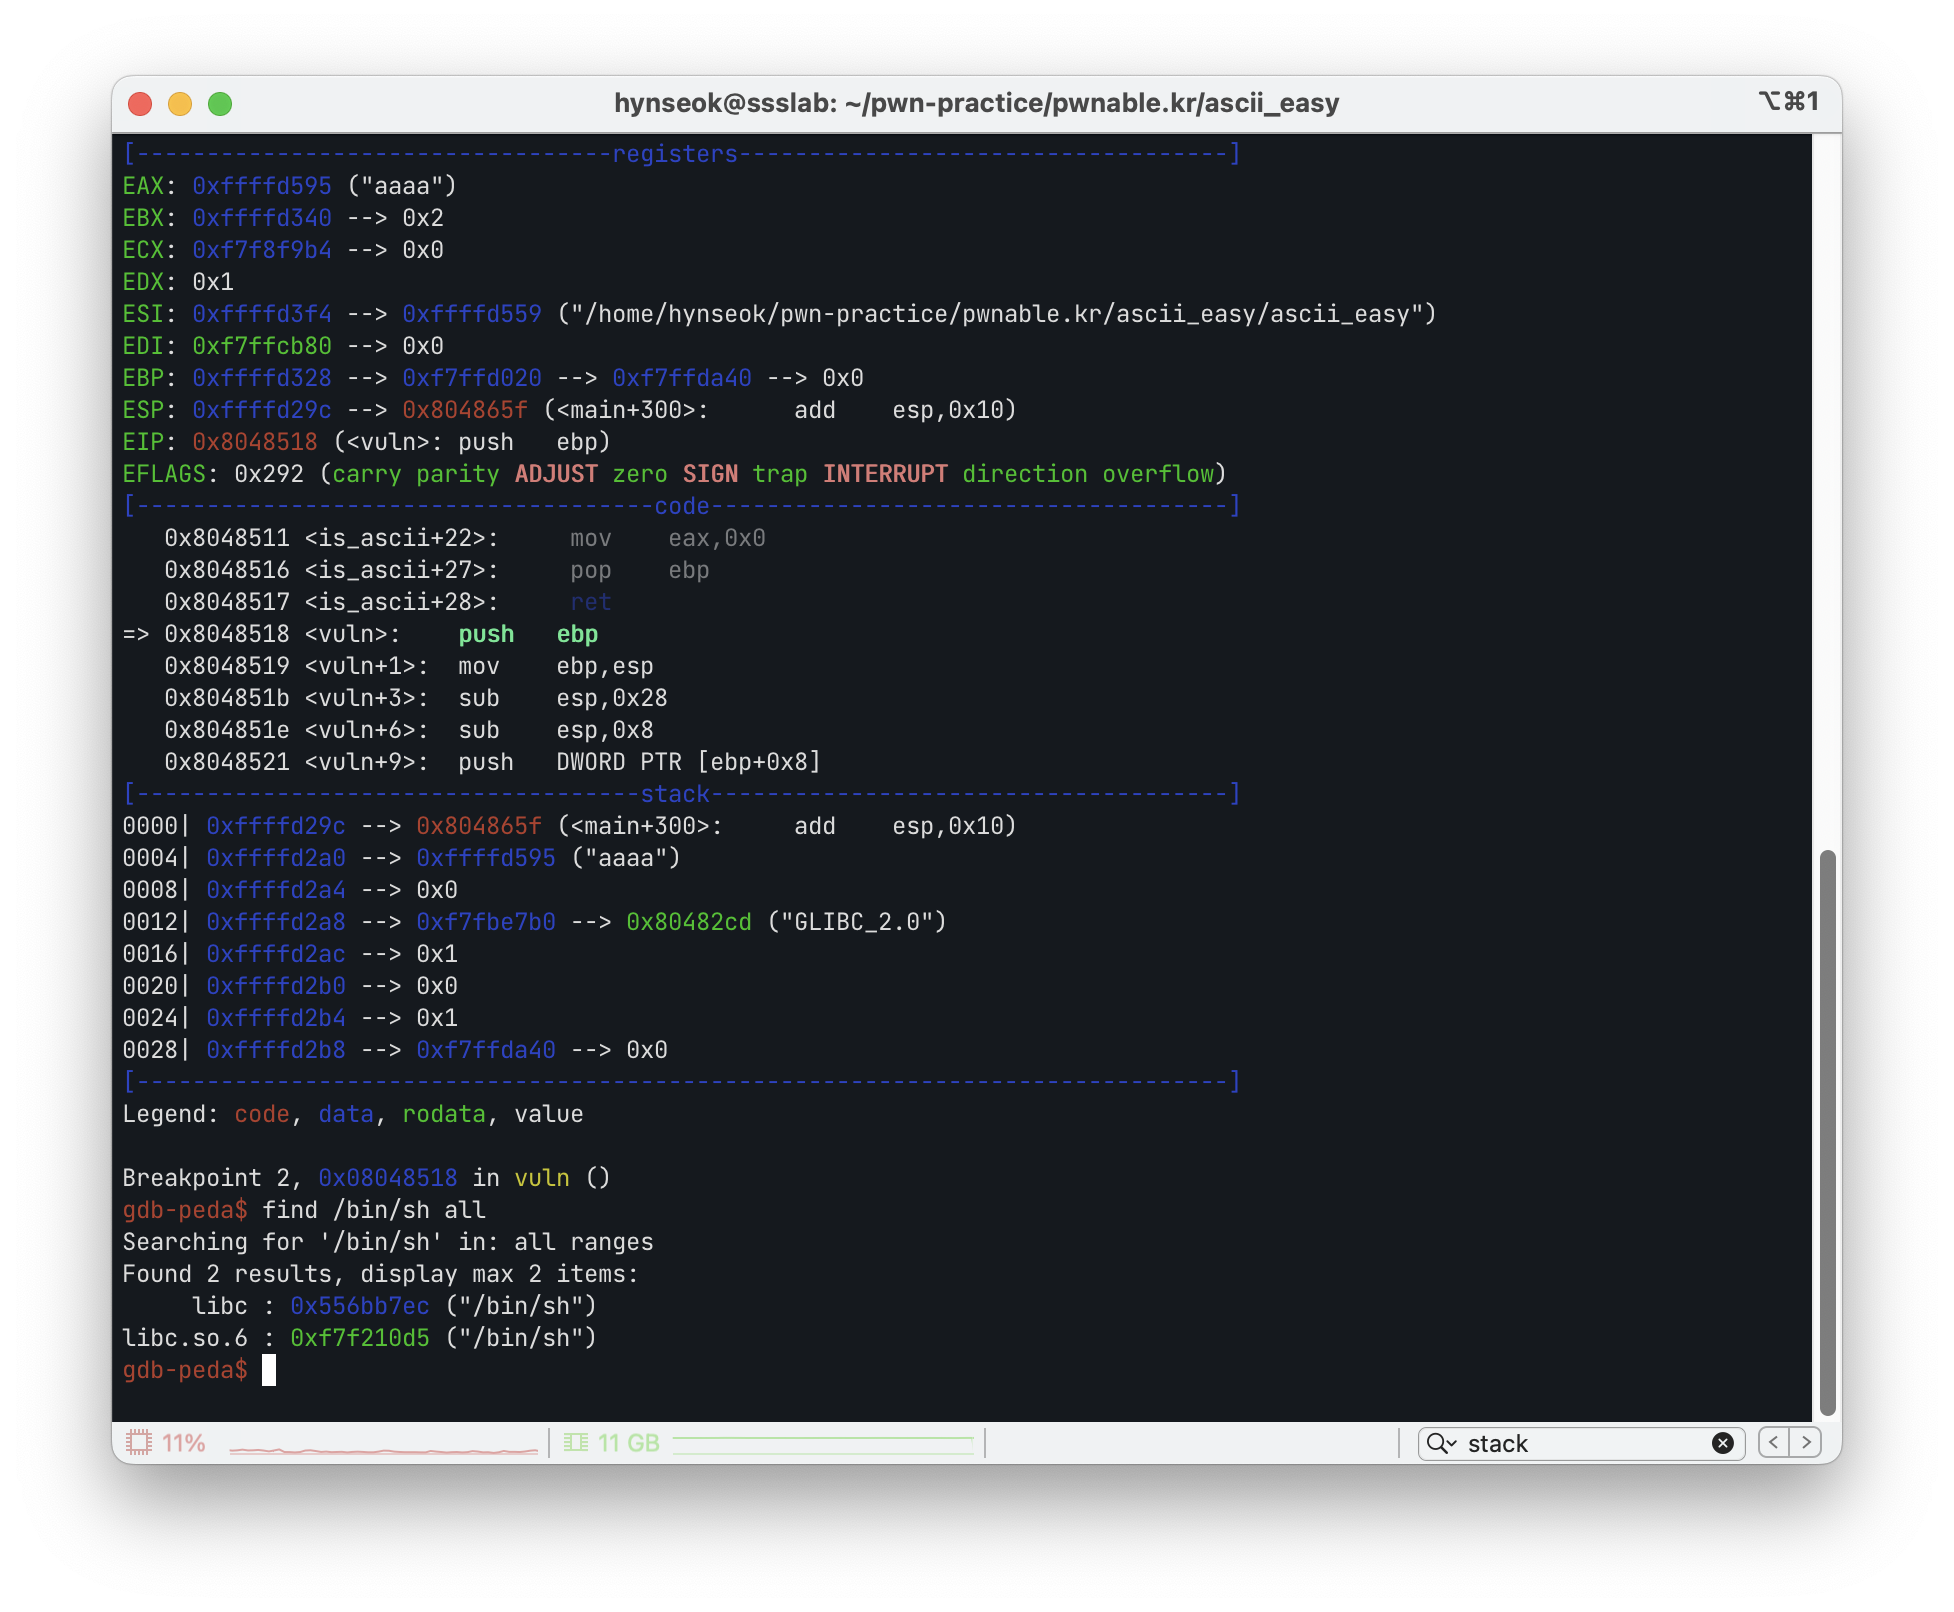 hynseok@ssslab: ~/pwn-practice/pwnable.kr/ascii_easy ⌥⌘1
[----------------------------------registers-----------------------------------]
EAX: 0xffffd595 ("aaaa")
EBX: 0xffffd340 --> 0x2
ECX: 0xf7f8f9b4 --> 0x0
EDX: 0x1
ESI: 0xffffd3f4 --> 0xffffd559 ("/home/hynseok/pwn-practice/pwnable.kr/ascii_easy/ascii_easy")
EDI: 0xf7ffcb80 --> 0x0
EBP: 0xffffd328 --> 0xf7ffd020 --> 0xf7ffda40 --> 0x0
ESP: 0xffffd29c --> 0x804865f (<main+300>:      add    esp,0x10)
EIP: 0x8048518 (<vuln>: push   ebp)
EFLAGS: 0x292 (carry parity ADJUST zero SIGN trap INTERRUPT direction overflow)
[-------------------------------------code-------------------------------------]
   0x8048511 <is_ascii+22>:     mov    eax,0x0
   0x8048516 <is_ascii+27>:     pop    ebp
   0x8048517 <is_ascii+28>:     ret
=> 0x8048518 <vuln>:    push   ebp
   0x8048519 <vuln+1>:  mov    ebp,esp
   0x804851b <vuln+3>:  sub    esp,0x28
   0x804851e <vuln+6>:  sub    esp,0x8
   0x8048521 <vuln+9>:  push   DWORD PTR [ebp+0x8]
[------------------------------------stack-------------------------------------]
0000| 0xffffd29c --> 0x804865f (<main+300>:     add    esp,0x10)
0004| 0xffffd2a0 --> 0xffffd595 ("aaaa")
0008| 0xffffd2a4 --> 0x0
0012| 0xffffd2a8 --> 0xf7fbe7b0 --> 0x80482cd ("GLIBC_2.0")
0016| 0xffffd2ac --> 0x1
0020| 0xffffd2b0 --> 0x0
0024| 0xffffd2b4 --> 0x1
0028| 0xffffd2b8 --> 0xf7ffda40 --> 0x0
[------------------------------------------------------------------------------]
Legend: code, data, rodata, value
Breakpoint 2, 0x08048518 in vuln ()
gdb-peda$ find /bin/sh all
Searching for '/bin/sh' in: all ranges
Found 2 results, display max 2 items:
     libc : 0x556bb7ec ("/bin/sh")
libc.so.6 : 0xf7f210d5 ("/bin/sh")
gdb-peda$
11% 11 GB stack